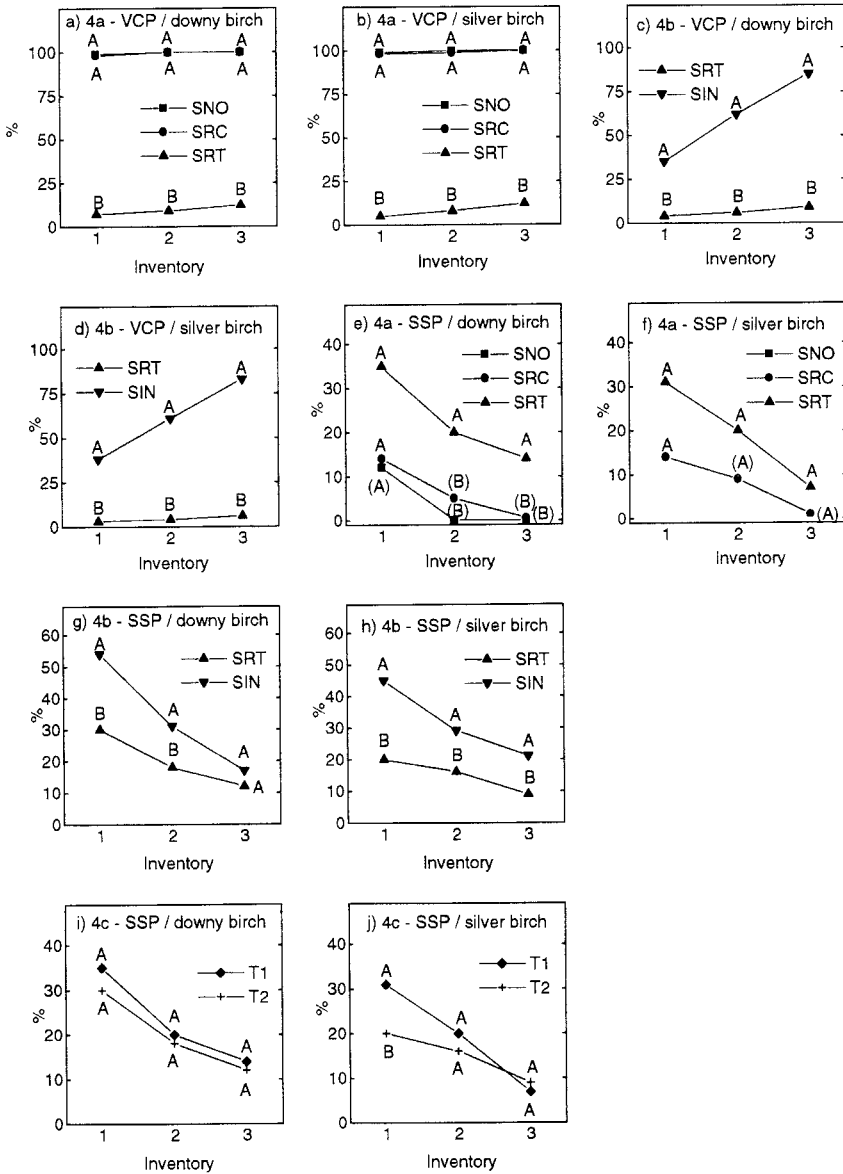 a) 4a - VCP / downy birch
A A A
100
A A A
75
SNO
SRC
SRT
%
50
25
B B B
0
1 2 3
Inventory
b) 4a - VCP / silver birch
A A A
100
A A A
75
SNO
SRC
SRT
%
50
25
B B B
0
1 2 3
Inventory
c) 4b - VCP / downy birch
SRT
SIN
100
75
%
50
25
0
A A A
B B B
1 2 3
Inventory
d) 4b - VCP / silver birch
SRT
SIN
100
75
%
50
25
0
A A A
B B B
1 2 3
Inventory
e) 4a - SSP / downy birch
SNO
SRC
SRT
40
30
%
20
10
0
A A A
A (B) (B)
(A) (B) (B)
1 2 3
Inventory
f) 4a - SSP / silver birch
SNO
SRC
SRT
40
30
%
20
10
0
A A A
A (A) (A)
1 2 3
Inventory
g) 4b - SSP / downy birch
SRT
SIN
60
50
40
%
30
20
10
0
A A A
B B A
1 2 3
Inventory
h) 4b - SSP / silver birch
SRT
SIN
60
50
40
%
30
20
10
0
A A A
B B B
1 2 3
Inventory
i) 4c - SSP / downy birch
T1
T2
40
30
%
20
10
0
A A A
A A A
1 2 3
Inventory
j) 4c - SSP / silver birch
T1
T2
40
30
%
20
10
0
A A A
B A A
1 2 3
Inventory